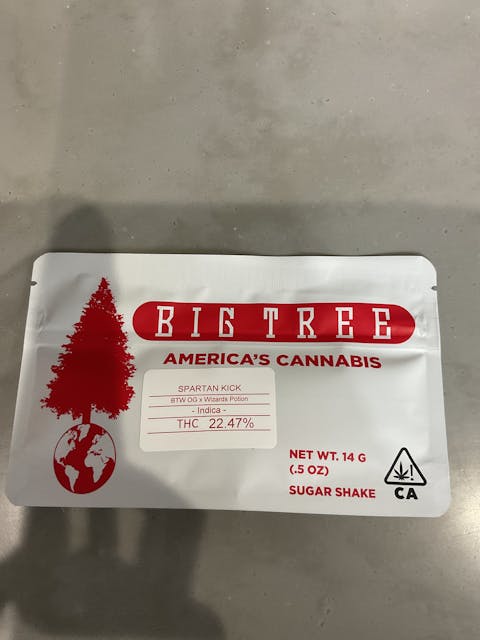 BIG TREE
AMERICA'S CANNABIS
SPARTAN KICK
BTW OG x Wizards Potion
- Indica -
THC 22.47%
NET WT. 14 G
(.5 OZ)
SUGAR SHAKE
!
CA